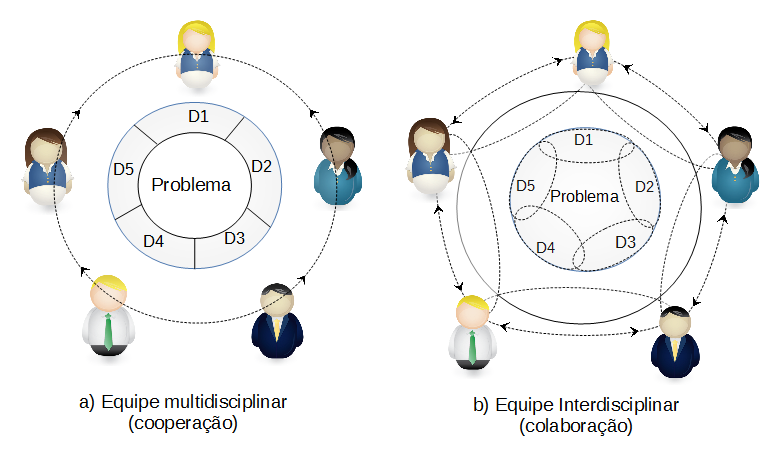 D1
D5
D2
Problema
D4
D3
a) Equipe multidisciplinar
(cooperação)
D1
D5
D2
Problema
D4
D3
b) Equipe Interdisciplinar
(colaboração)